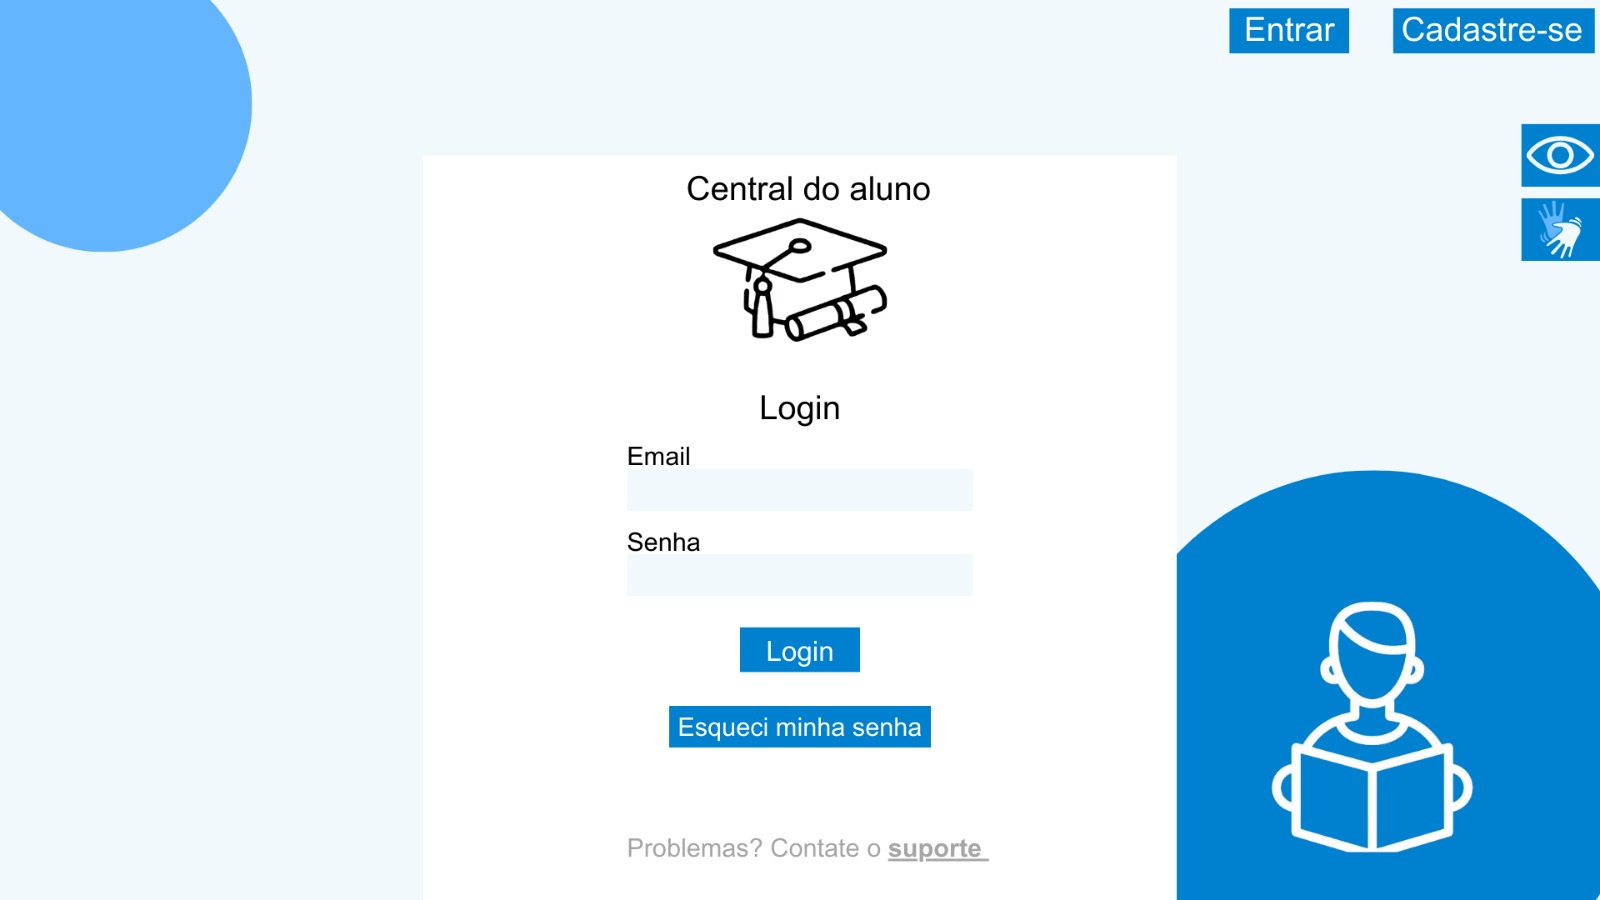 Entrar
Cadastre-se
Central do aluno
Login
Email
Senha
Login
Esqueci minha senha
Problemas? Contate o suporte